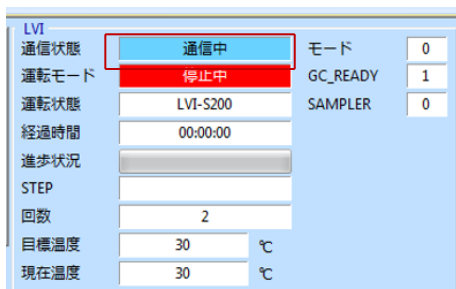 LVI
通信状態 通信中 モード 0
運転モード 停止中 GC_READY 1
運転状態 LVI-S200 SAMPLER 0
経過時間 00:00:00
進歩状況
STEP
回数 2
目標温度 30 ℃
現在温度 30 ℃